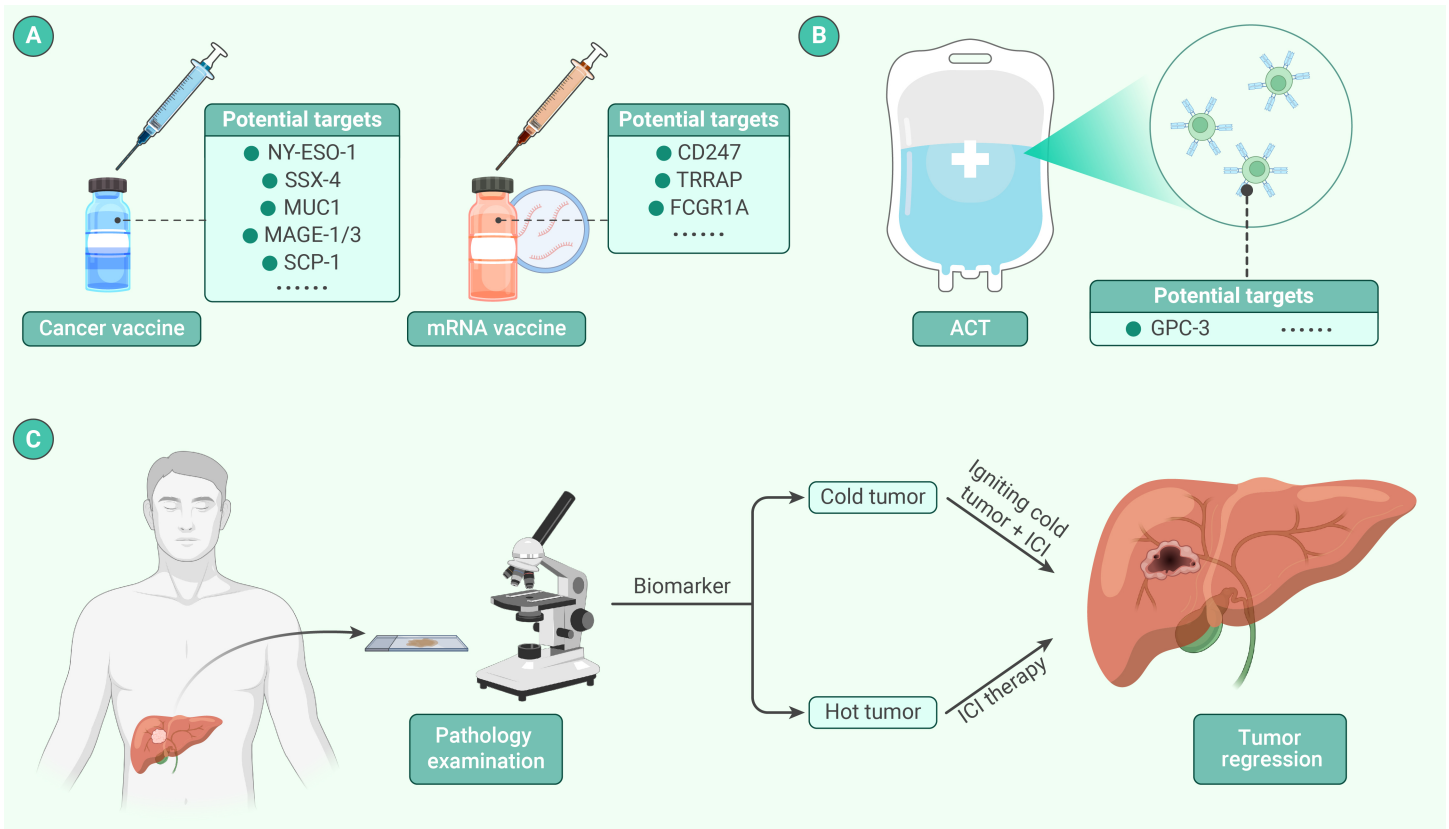 A
Potential targets
NY-ESO-1
SSX-4
MUC1
MAGE-1/3
SCP-1
......
Cancer vaccine
Potential targets
CD247
TRRAP
FCGR1A
......
mRNA vaccine
B
ACT
Potential targets
GPC-3 ......
C
Pathology
examination
Biomarker
Cold tumor
Hot tumor
Igniting cold
tumor + ICI
ICI therapy
Tumor
regression